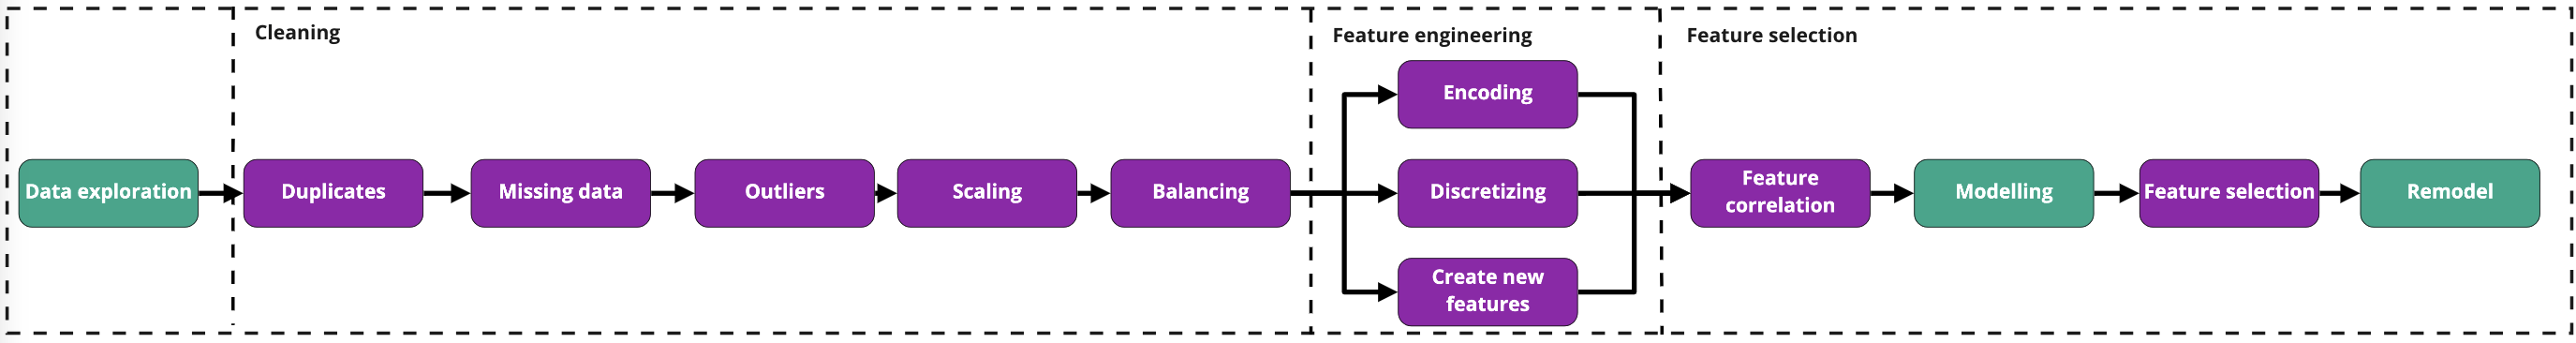 Cleaning
Feature engineering
Feature selection
Encoding
Data exploration
Duplicates
Missing data
Outliers
Scaling
Balancing
Discretizing
Feature
correlation
Modelling
Feature selection
Remodel
Create new
features